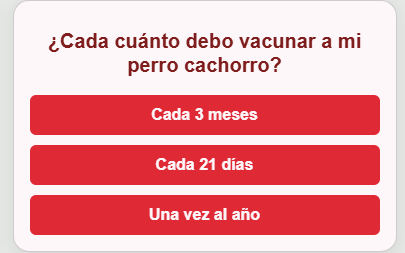 ¿Cada cuánto debo vacunar a mi
perro cachorro?
Cada 3 meses
Cada 21 días
Una vez al año